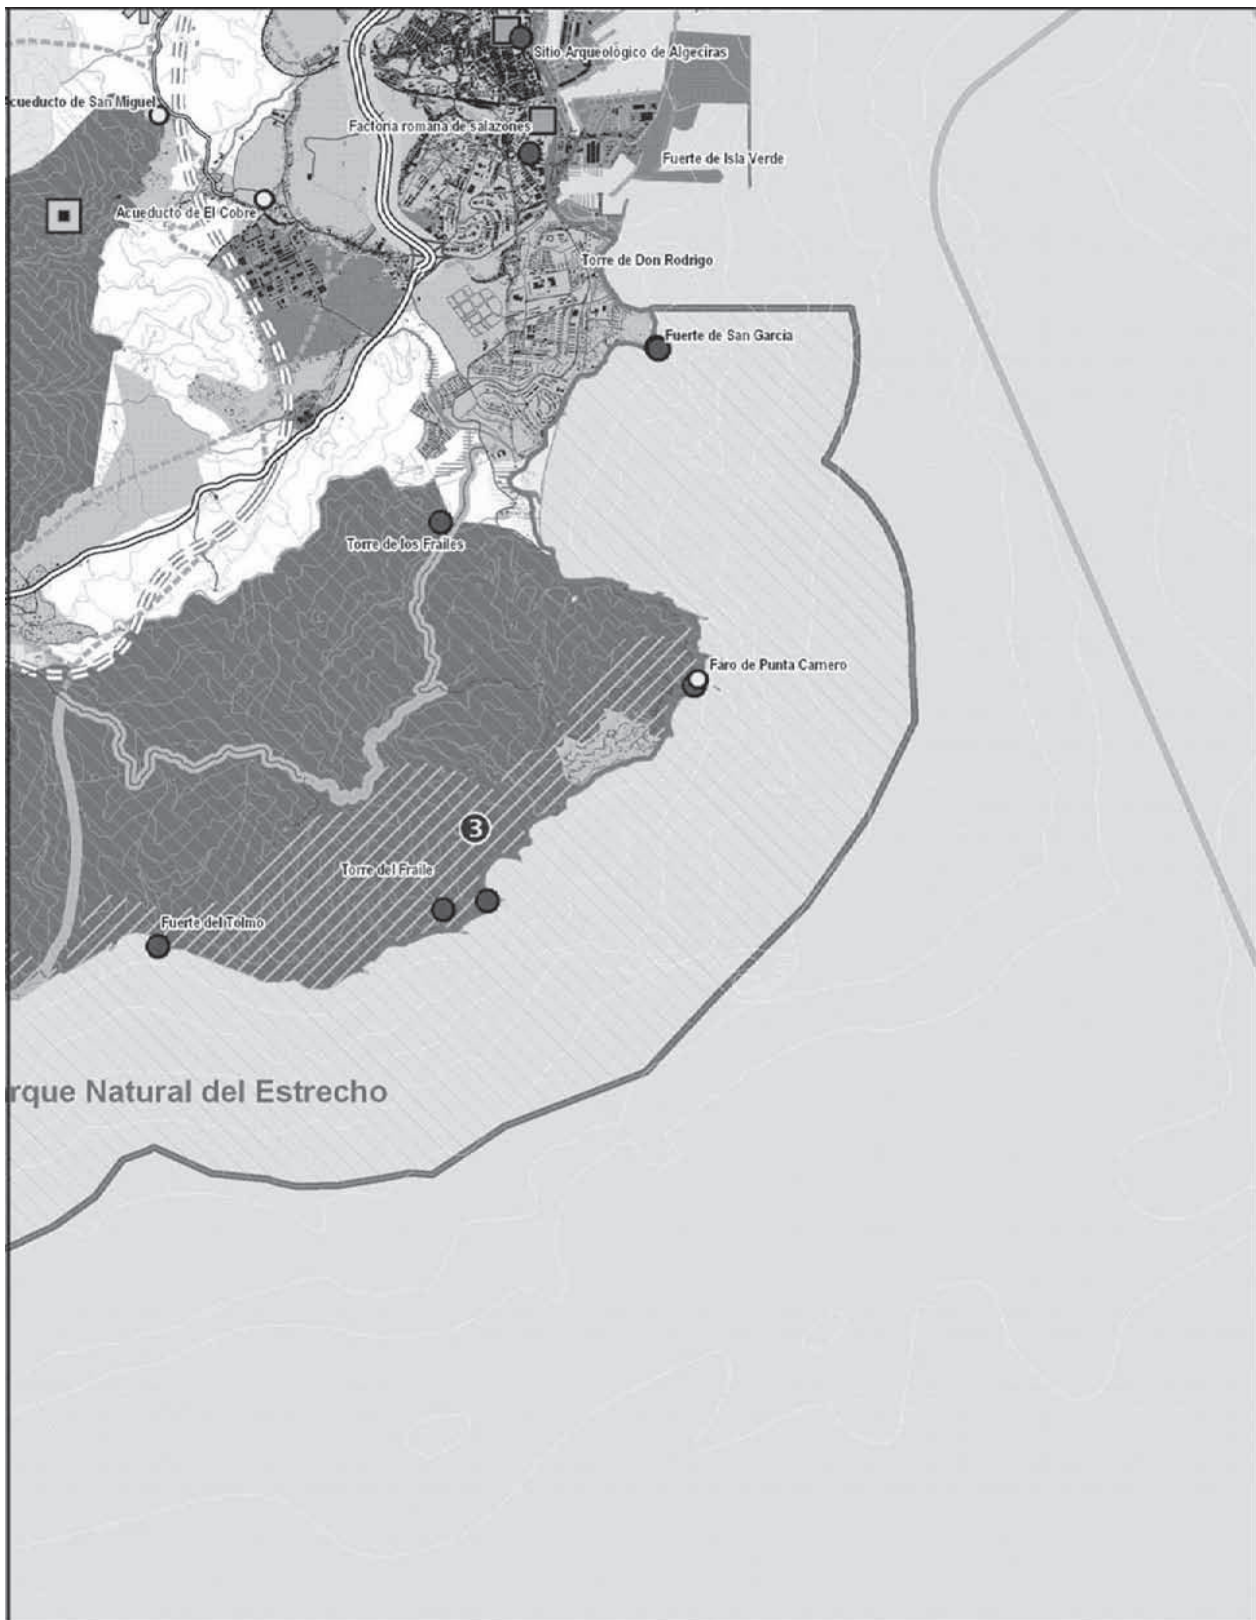 Sitio Arqueológico de Algeciras
Acueducto de San Miguel
Factoria romana de salazones
Fuerte de Isla Verde
Acueducto de El Cobre
Torre de Don Rodrigo
Fuerte de San García
Torre de los Frailes
Faro de Punta Carnero
3
Torre del Fraile
Fuerte del Tolmo
rque Natural del Estrecho